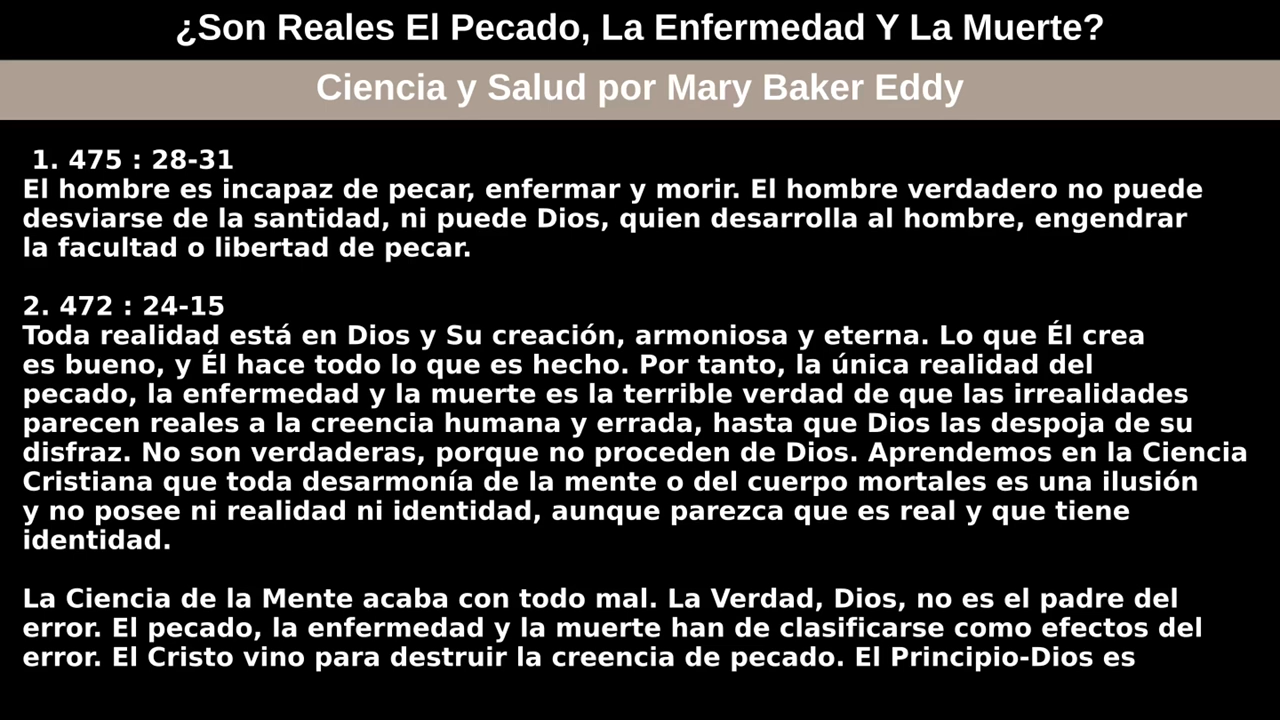 ¿Son Reales El Pecado, La Enfermedad Y La Muerte?
Ciencia y Salud por Mary Baker Eddy
1. 475 : 28-31
El hombre es incapaz de pecar, enfermar y morir. El hombre verdadero no puede
desviarse de la santidad, ni puede Dios, quien desarrolla al hombre, engendrar
la facultad o libertad de pecar.
2. 472 : 24-15
Toda realidad está en Dios y Su creación, armoniosa y eterna. Lo que Él crea
es bueno, y Él hace todo lo que es hecho. Por tanto, la única realidad del
pecado, la enfermedad y la muerte es la terrible verdad de que las irrealidades
parecen reales a la creencia humana y errada, hasta que Dios las despoja de su
disfraz. No son verdaderas, porque no proceden de Dios. Aprendemos en la Ciencia
Cristiana que toda desarmonía de la mente o del cuerpo mortales es una ilusión
y no posee ni realidad ni identidad, aunque parezca que es real y que tiene
identidad.
La Ciencia de la Mente acaba con todo mal. La Verdad, Dios, no es el padre del
error. El pecado, la enfermedad y la muerte han de clasificarse como efectos del
error. El Cristo vino para destruir la creencia de pecado. El Principio-Dios es